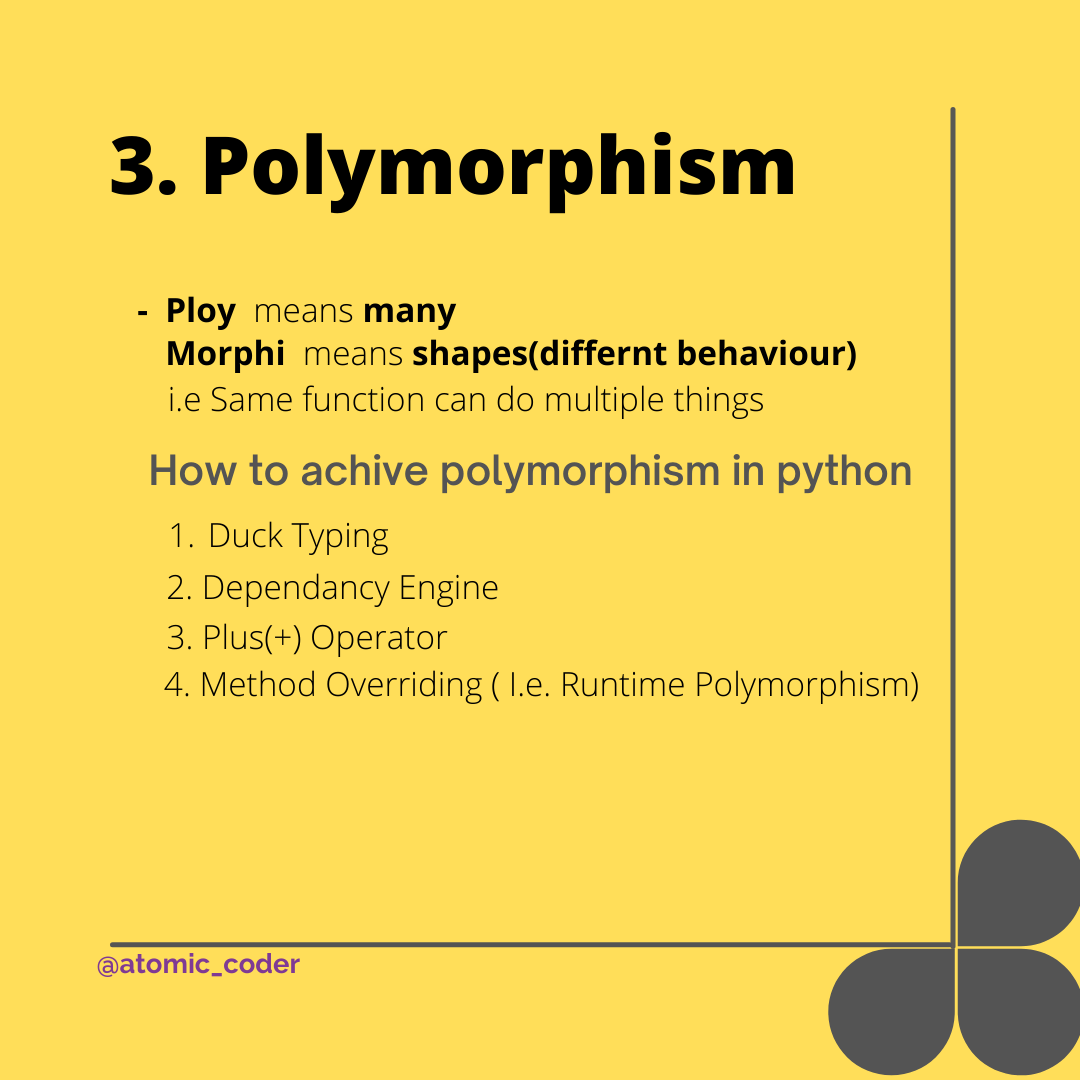 3. Polymorphism
- Ploy means many
Morphi means shapes(differnt behaviour)
i.e Same function can do multiple things
How to achive polymorphism in python
1. Duck Typing
2. Dependancy Engine
3. Plus(+) Operator
4. Method Overriding ( I.e. Runtime Polymorphism)
@atomic_coder